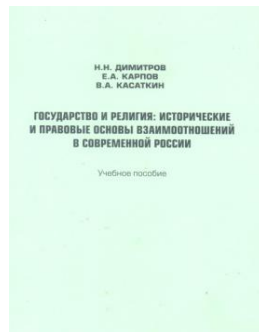 Н.Н. ДИМИТРОВ
Е.А. КАРПОВ
В.А. КАСАТКИН
ГОСУДАРСТВО И РЕЛИГИЯ: ИСТОРИЧЕСКИЕ
И ПРАВОВЫЕ ОСНОВЫ ВЗАИМООТНОШЕНИЙ
В СОВРЕМЕННОЙ РОССИИ
Учебное пособие